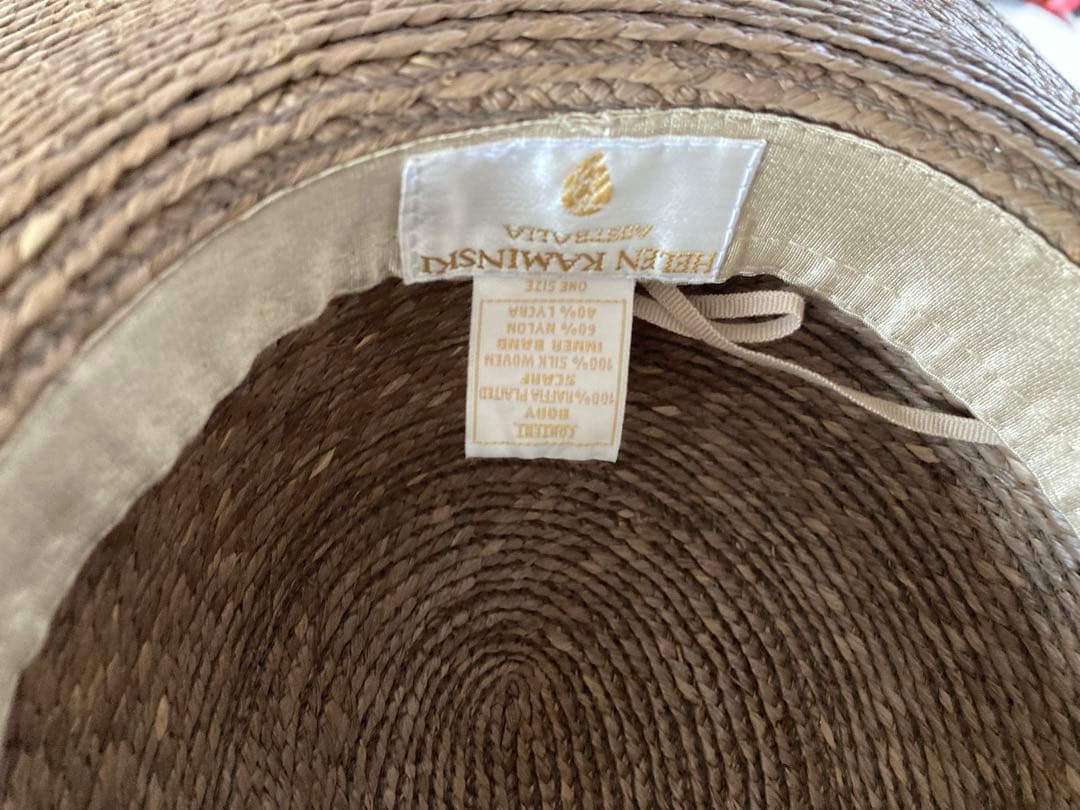 HELEN KAMINSKI
AUSTRALIA
CONTENT
BODY
100% RAFFIA PLAITED
SCARF
100% SILK WOVEN
INNER BAND
60% NYLON
40% LYCRA
ONE SIZE